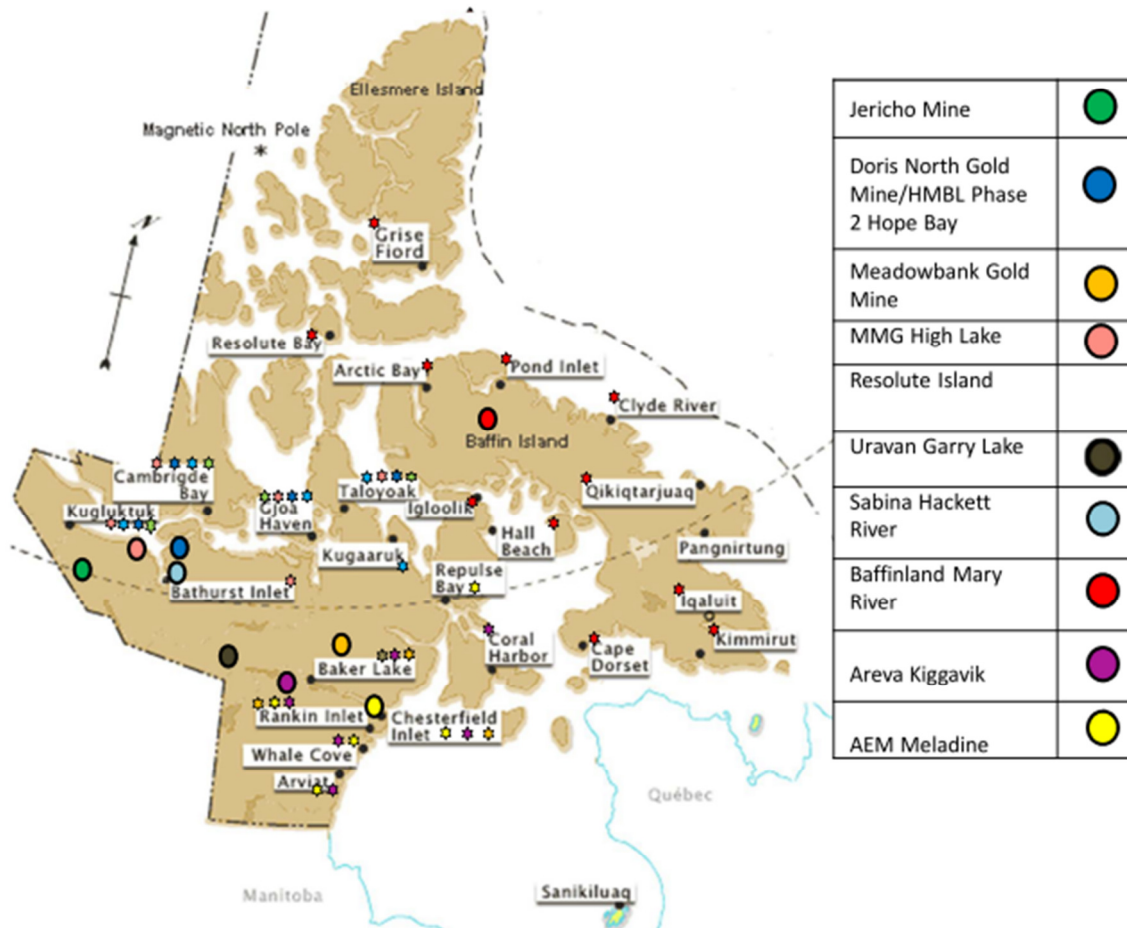 Ellesmere Island
Magnetic North Pole
*
Grise
Fiord
Resolute Bay
Arctic Bay
Pond Inlet
Clyde River
Baffin Island
Cambrigde
Bay
Kugluktuk
Gjoa
Haven
Taloyoak
Igloolik
Hall
Beach
Qikiqtarjuaq
Pangnirtung
Kugaaruk
Repulse
Bay
Bathurst Inlet
Iqaluit
Kimmirut
Coral
Harbor
Cape
Dorset
Baker Lake
Rankin Inlet
Chesterfield
Inlet
Whale Cove
Arviat
Québec
Manitoba
Sanikiluaq
Jericho Mine
Doris North Gold
Mine/HMBL Phase
2 Hope Bay
Meadowbank Gold
Mine
MMG High Lake
Resolute Island
Uravan Garry Lake
Sabina Hackett
River
Baffinland Mary
River
Areva Kiggavik
AEM Meladine